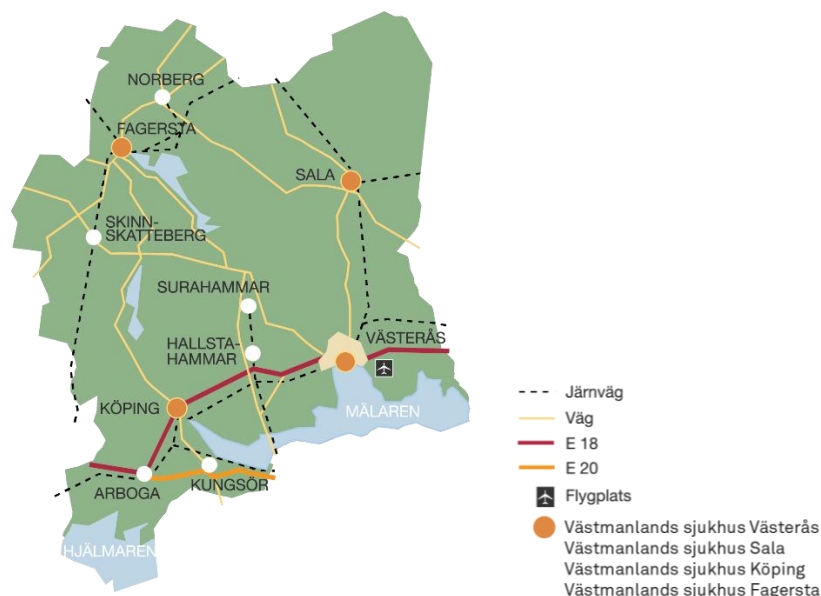 NORBERG
FAGERSTA
SALA
SKINN-
SKATTEBERG
SURAHAMMAR
HALLSTA-
HAMMAR
VÄSTERÅS
KÖPING
MÄLAREN
ARBOGA
KUNGSÖR
HJÄLMAREN
Järnväg
Väg
E 18
E 20
Flygplats
Västmanlands sjukhus Västerås
Västmanlands sjukhus Sala
Västmanlands sjukhus Köping
Västmanlands sjukhus Fagersta